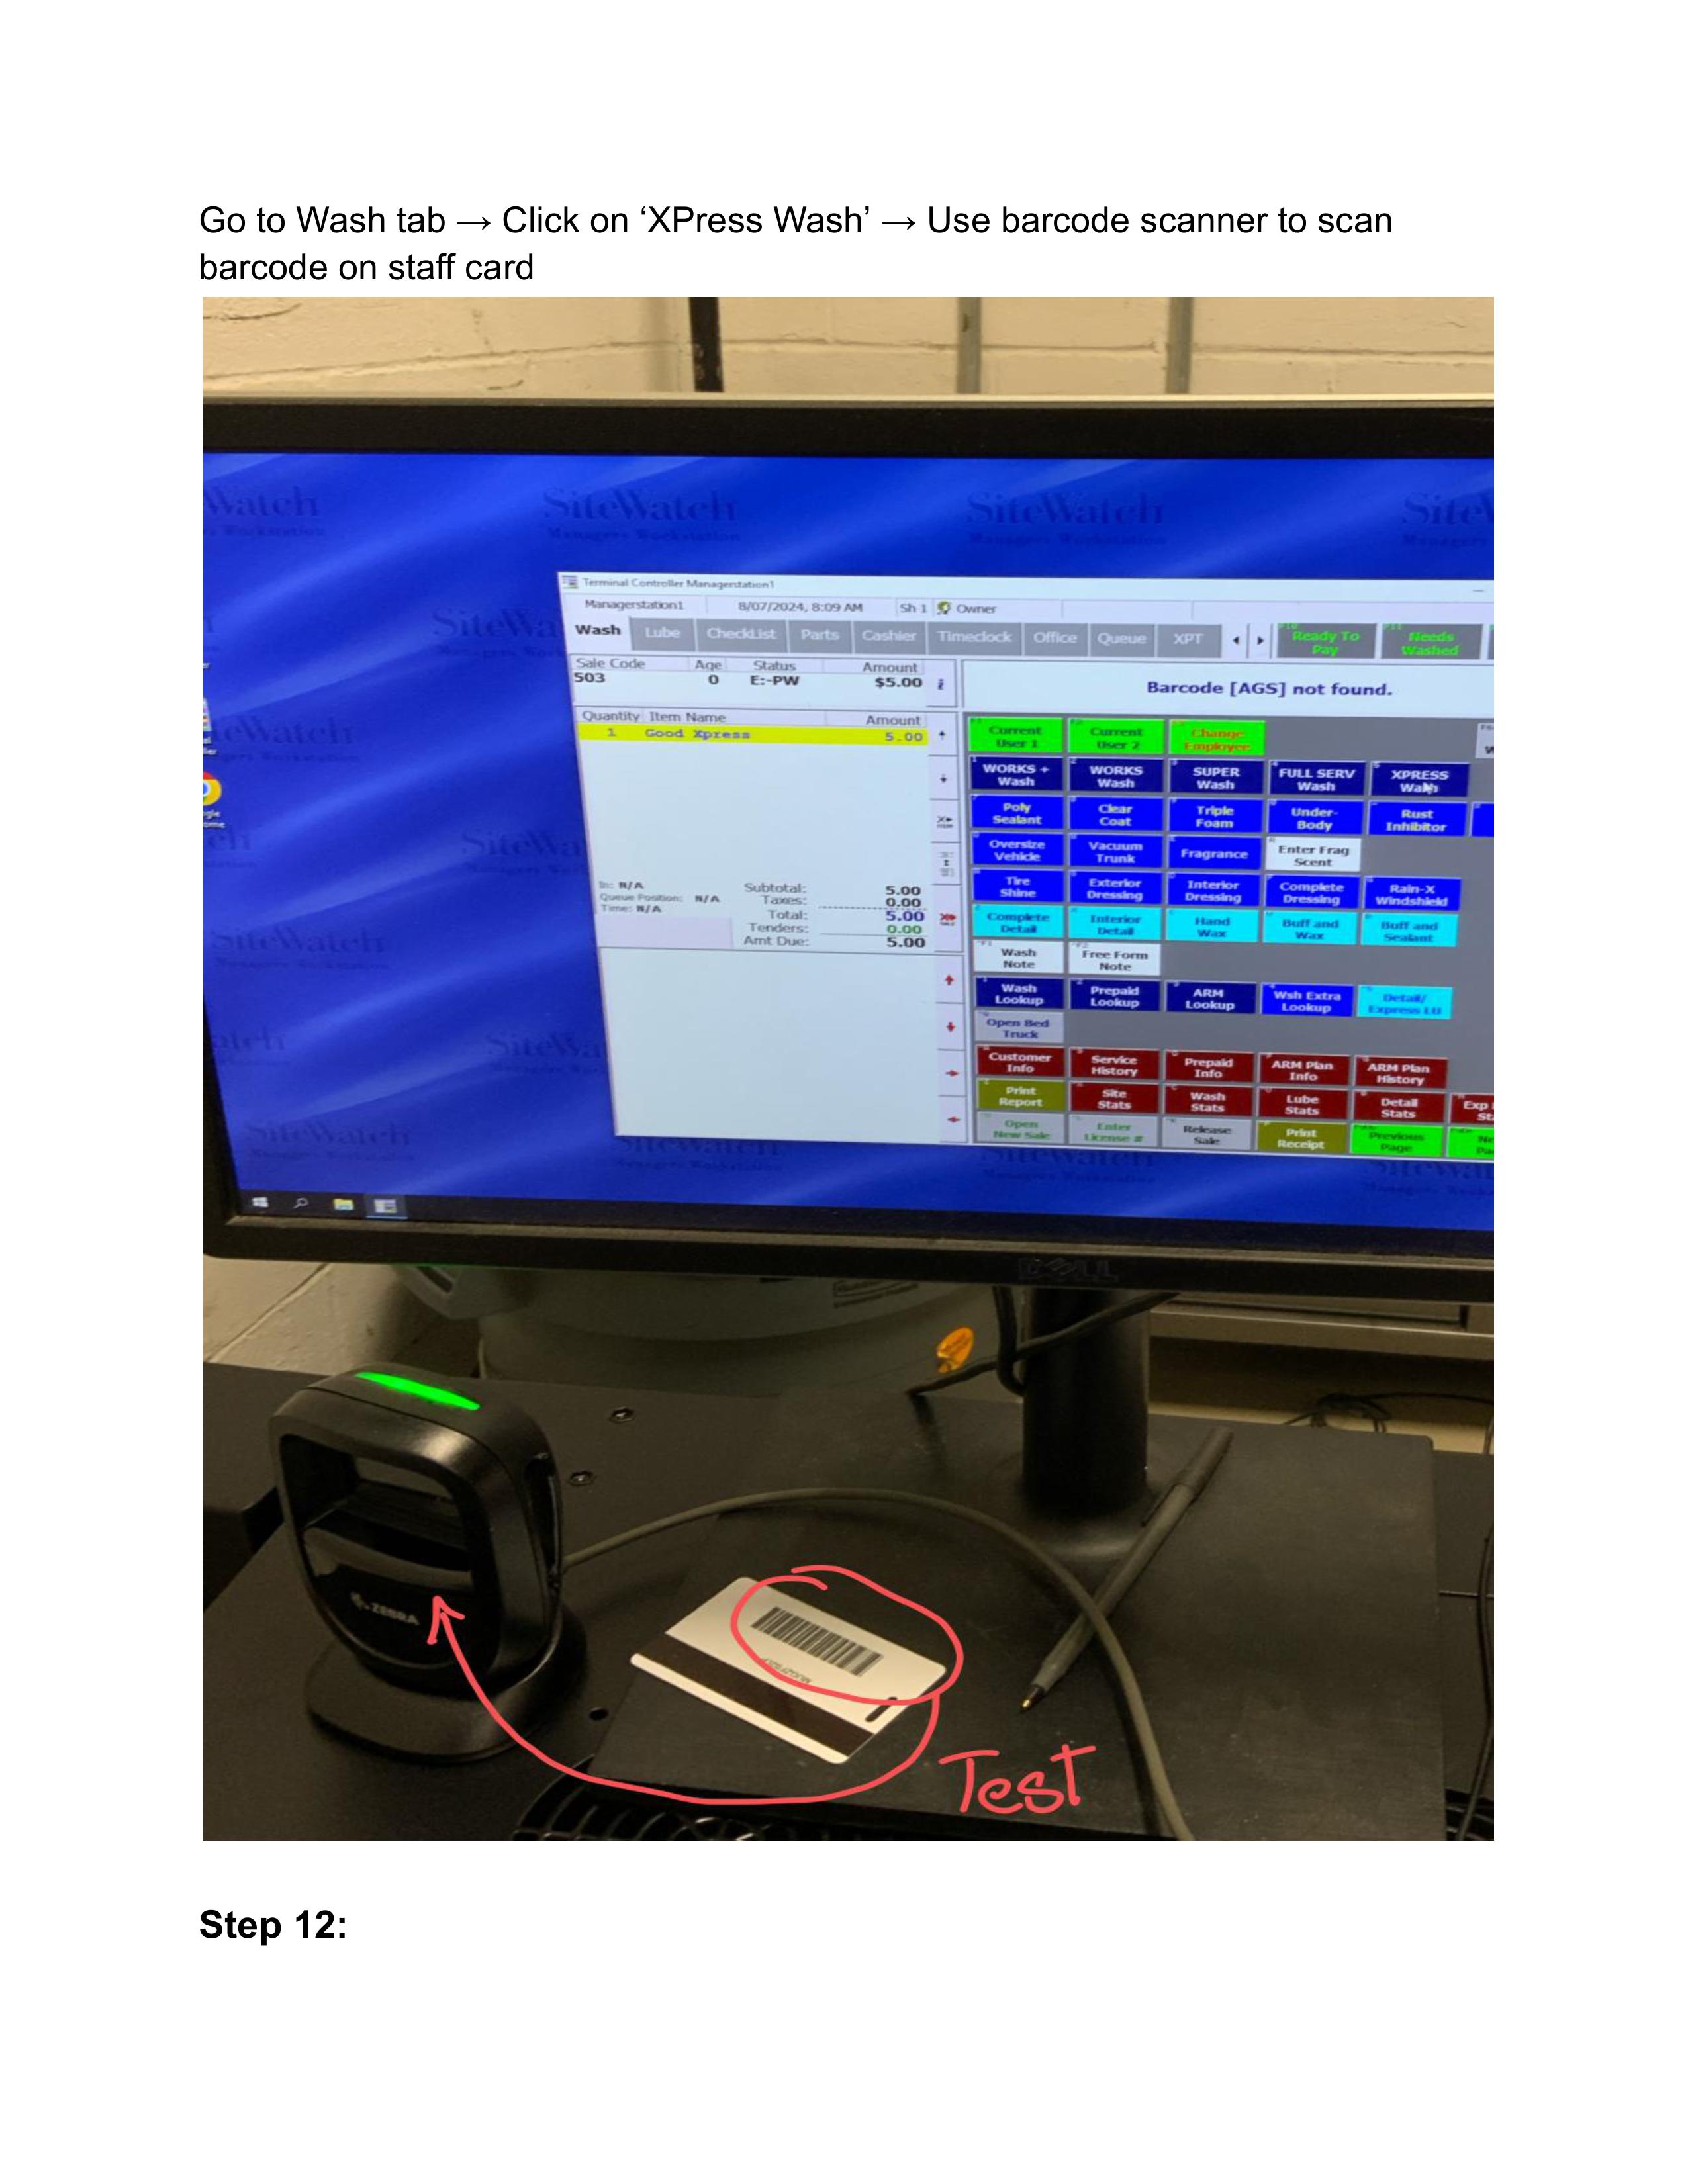 Go to Wash tab → Click on ‘XPress Wash’ → Use barcode scanner to scan
barcode on staff card
Watch
SiteWatch
Managers Workstation
SiteWatch
Managers Workstation
Terminal Controller Managerstation1
Managerstation1 8/07/2024, 8:09 AM Sh 1 Owner
Wash Lube CheckList Parts Cashier Timeclock Office Queue XPT Ready To Pay Needs Washed
Sale Code Age Status Amount
503 0 E:-PW $5.00
Barcode [AGS] not found.
Quantity Item Name Amount
1 Good Xpress 5.00
In: N/A
Queue Position: N/A
Time: N/A
Subtotal: 5.00
Taxes: 0.00
Total: 5.00
Tenders: 0.00
Amt Due: 5.00
Current User 1 Current User 2 Change Employee
WORKS + Wash WORKS Wash SUPER Wash FULL SERV Wash XPRESS Wash
Poly Sealant Clear Coat Triple Foam Under-Body Rust Inhibitor
Oversize Vehicle Vacuum Trunk Fragrance Enter Frag Scent
Tire Shine Exterior Dressing Interior Dressing Complete Dressing Rain-X Windshield
Complete Detail Interior Detail Hand Wax Buff and Wax Buff and Sealant
Wash Note Free Form Note
Wash Lookup Prepaid Lookup ARM Lookup Wsh Extra Lookup Detail/ Express LU
Open Bed Truck
Customer Info Service History Prepaid Info ARM Plan Info ARM Plan History
Print Report Site Stats Wash Stats Lube Stats Detail Stats
Open New Sale Enter License # Release Sale Print Receipt Previous Page
DELL
ZEBRA
Test
Step 12: